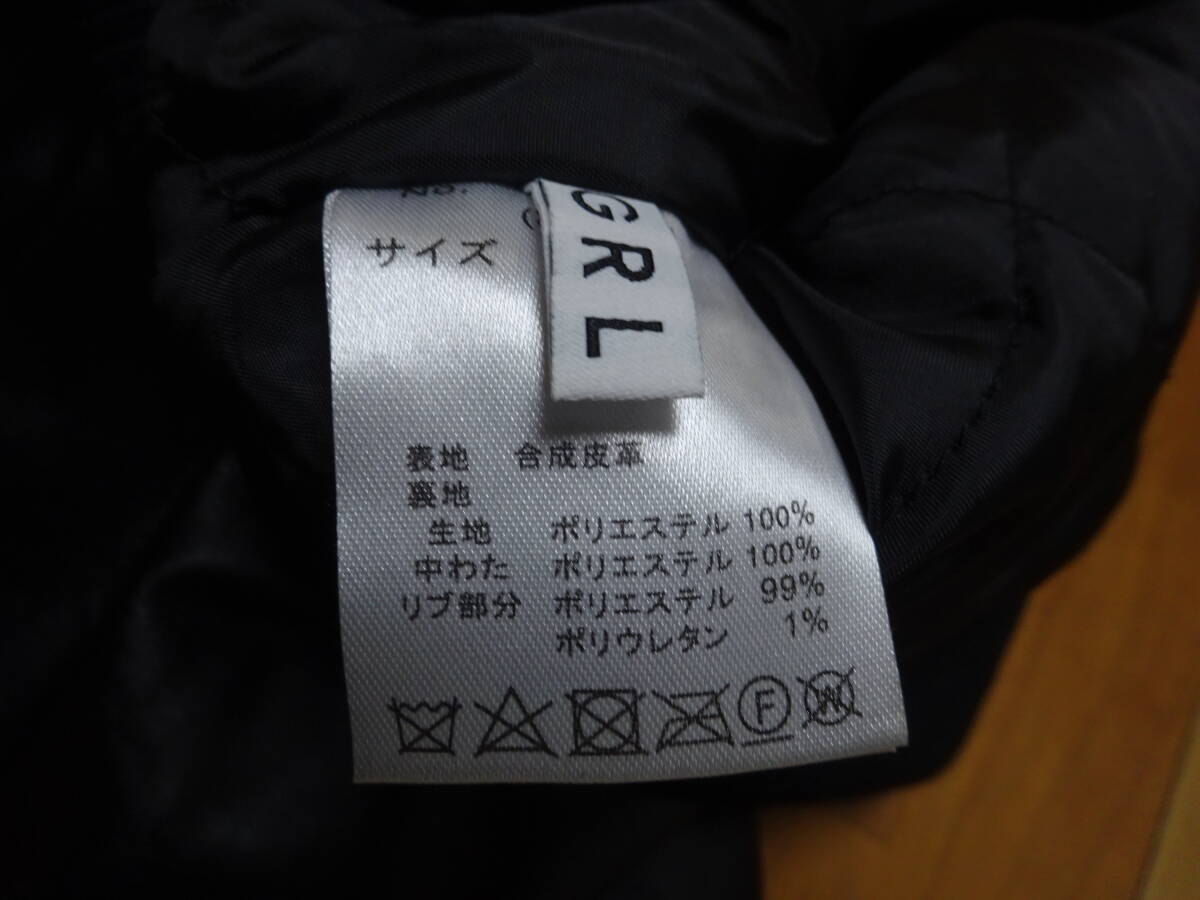 サイズ
GRL
表地 合成皮革
裏地
生地 ポリエステル 100%
中わた ポリエステル 100%
リブ部分 ポリエステル 99%
ポリウレタン 1%
F W